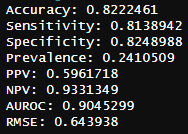 Accuracy: 0.8222461
Sensitivity: 0.8138942
Specificity: 0.8248988
Prevalence: 0.2410509
PPV: 0.5961718
NPV: 0.9331349
AUROC: 0.9045299
RMSE: 0.643938